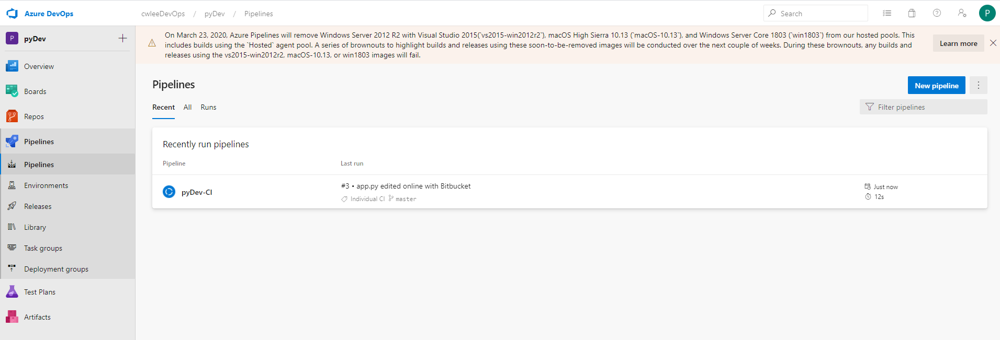 Azure DevOps
cwleeDevOps / pyDev / Pipelines
Search
P
P pyDev
On March 23, 2020, Azure Pipelines will remove Windows Server 2012 R2 with Visual Studio 2015(`vs2015-win2012r2`), macOS High Sierra 10.13 (`macOS-10.13`), and Windows Server Core 1803 (`win1803`) from our hosted pools. This
includes builds using the `Hosted` agent pool. A series of brownouts to highlight builds and releases using these soon-to-be-removed images will be conducted over the next couple of weeks. During these brownouts, any builds and
releases using the vs2015-win2012r2, macOS-10.13, or win1803 images will fail.
Learn more
Overview
Boards
Repos
Pipelines
Pipelines
Environments
Releases
Library
Task groups
Deployment groups
Test Plans
Artifacts
Pipelines
New pipeline
Recent All Runs
Filter pipelines
Recently run pipelines
Pipeline Last run
pyDev-CI
#3 • app.py edited online with Bitbucket
Individual CI master
Just now
12s